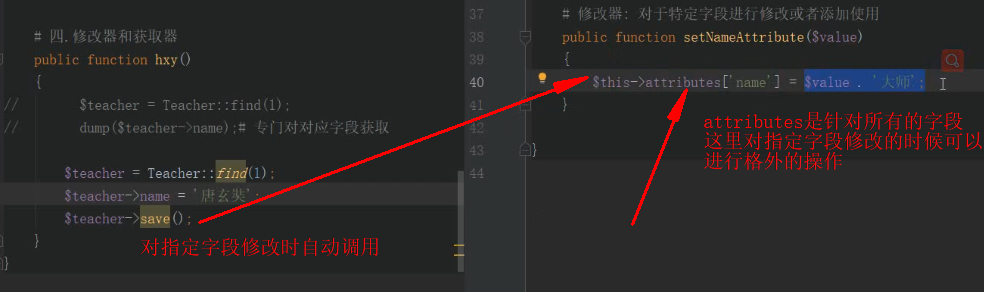 # 四.修改器和获取器
public function hxy()
{
//        $teacher = Teacher::find(1);
//        dump($teacher->name);# 专门对对应字段获取
$teacher = Teacher::find(1);
$teacher->name = '唐玄奘';
$teacher->save();
}
}
对指定字段修改时自动调用
37 # 修改器: 对于特定字段进行修改或者添加使用
38 public function setNameAttribute($value)
39 {
40 $this->attributes['name'] = $value . '大师';
41 }
42
43 }
44
attributes是针对所有的字段
这里对指定字段修改的时候可以
进行格外的操作